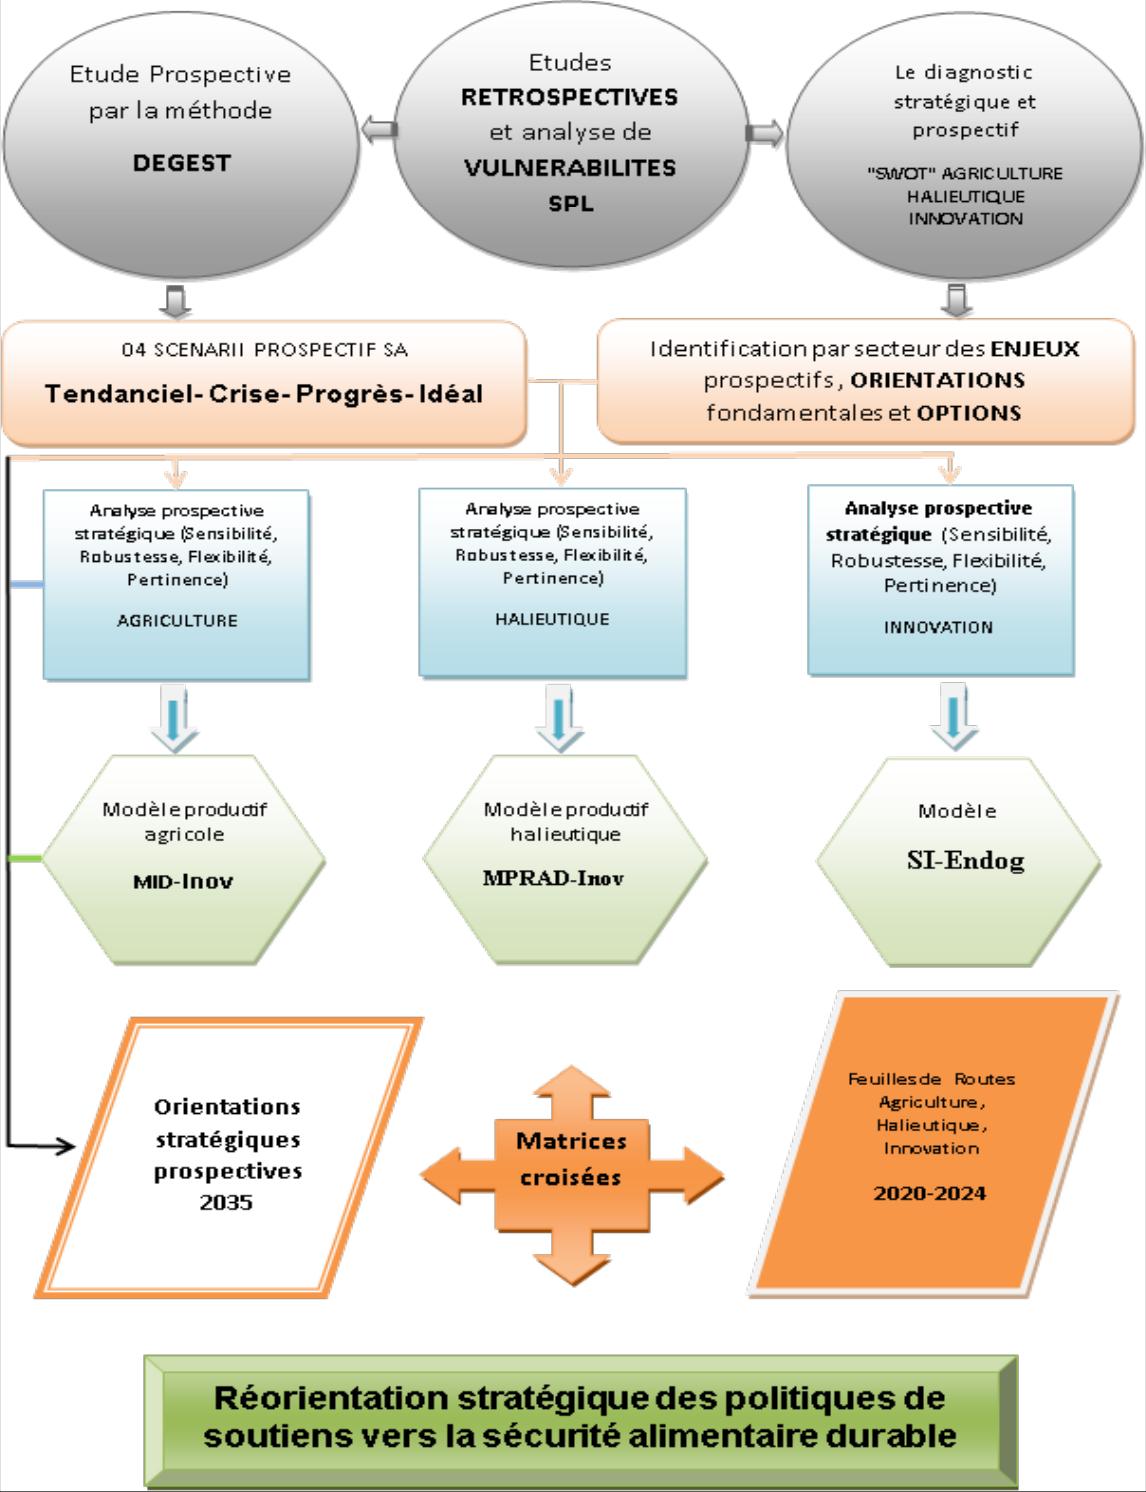 Etude Prospective
par la méthode
DEGEST
Etudes
RETROSPECTIVES
et analyse de
VULNERABILITES
SPL
Le diagnostic
stratégique et
prospectif
"SWOT" AGRICULTURE
HALIEUTIQUE
INNOVATION
04 SCENARII PROSPECTIF SA
Tendanciel- Crise- Progrès- Idéal
Identification par secteur des ENJEUX
prospectifs , ORIENTATIONS
fondamentales et OPTIONS
Analyse prospective
stratégique (Sensibilité,
Robustesse, Flexibilité,
Pertinence)
AGRICULTURE
Analyse prospective
stratégique (Sensibilité,
Robustesse, Flexibilité,
Pertinence)
HALIEUTIQUE
Analyse prospective
stratégique (Sensibilité,
Robustesse, Flexibilité,
Pertinence)
INNOVATION
Modèle productif
agricole
MID-Inov
Modèle productif
halieutique
MPRAD-Inov
Modèle
SI-Endog
Orientations
stratégiques
prospectives
2035
Matrices
croisées
Feuilles de Routes
Agriculture,
Halieutique,
Innovation
2020-2024
Réorientation stratégique des politiques de
soutiens vers la sécurité alimentaire durable